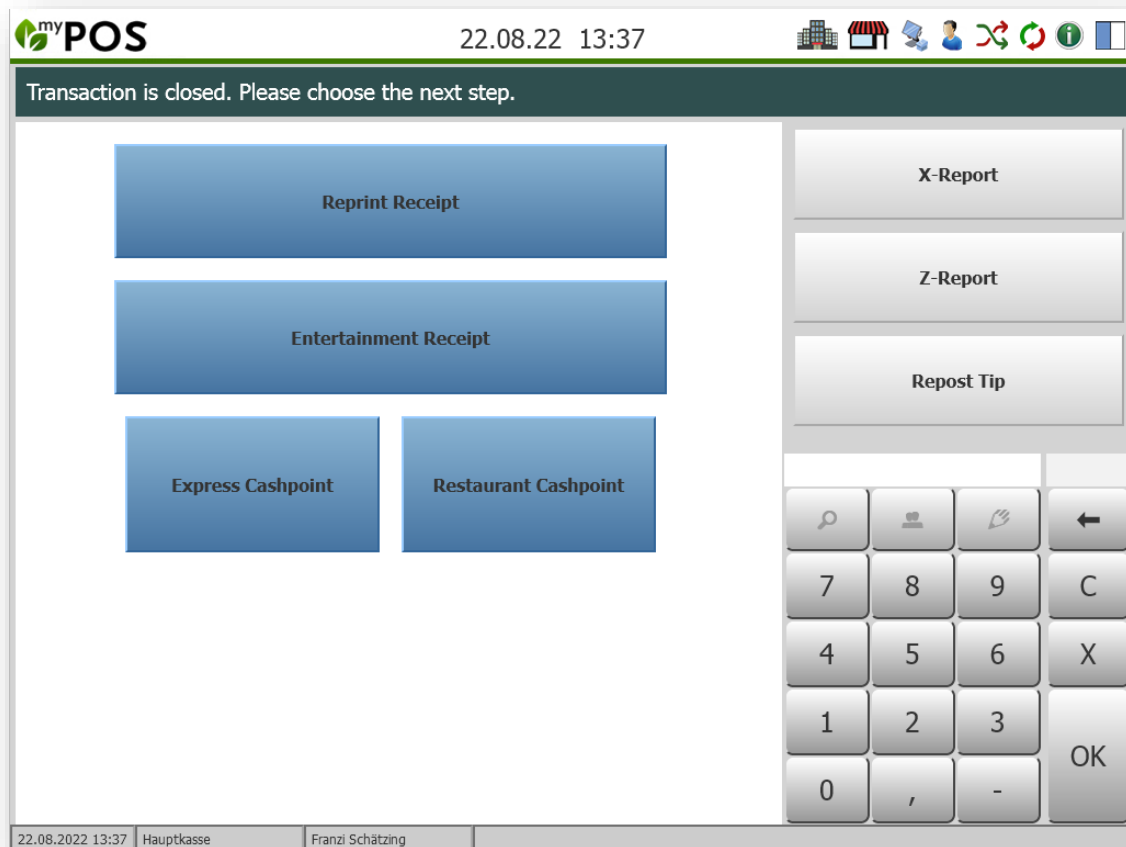 myPOS
22.08.22 13:37
Transaction is closed. Please choose the next step.
Reprint Receipt
Entertainment Receipt
Express Cashpoint
Restaurant Cashpoint
X-Report
Z-Report
Repost Tip
7 8 9 C
4 5 6 X
1 2 3
OK
0 , -
22.08.2022 13:37 Hauptkasse Franzi Schätzing